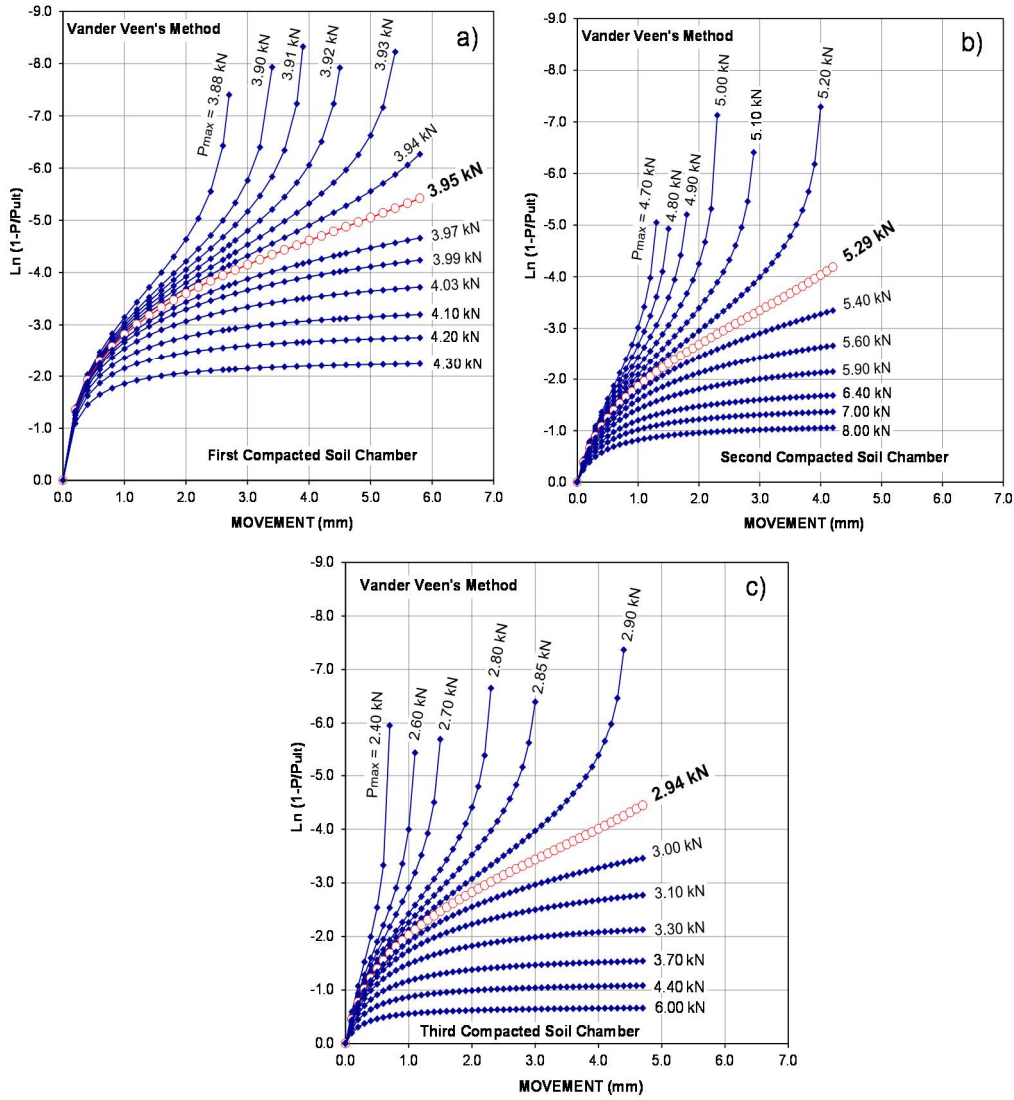 Vander Veen's Method
a)
Ln (1-P/Pult)
-9.0
-8.0
-7.0
-6.0
-5.0
-4.0
-3.0
-2.0
-1.0
0.0
Pmax = 3.88 kN
3.90 kN
3.91 kN
3.92 kN
3.93 kN
3.94 kN
3.95 kN
3.97 kN
3.99 kN
4.03 kN
4.10 kN
4.20 kN
4.30 kN
First Compacted Soil Chamber
0.0 1.0 2.0 3.0 4.0 5.0 6.0 7.0
MOVEMENT (mm)
Vander Veen's Method
b)
Ln (1-P/Pult)
-9.0
-8.0
-7.0
-6.0
-5.0
-4.0
-3.0
-2.0
-1.0
0.0
Pmax = 4.70 kN
4.80 kN
4.90 kN
5.00 kN
5.10 kN
5.20 kN
5.29 kN
5.40 kN
5.60 kN
5.90 kN
6.40 kN
7.00 kN
8.00 kN
Second Compacted Soil Chamber
0.0 1.0 2.0 3.0 4.0 5.0 6.0 7.0
MOVEMENT (mm)
Vander Veen's Method
c)
Ln (1-P/Pult)
-9.0
-8.0
-7.0
-6.0
-5.0
-4.0
-3.0
-2.0
-1.0
0.0
Pmax = 2.40 kN
2.60 kN
2.70 kN
2.80 kN
2.85 kN
2.90 kN
2.94 kN
3.00 kN
3.10 kN
3.30 kN
3.70 kN
4.40 kN
6.00 kN
Third Compacted Soil Chamber
0.0 1.0 2.0 3.0 4.0 5.0 6.0 7.0
MOVEMENT (mm)